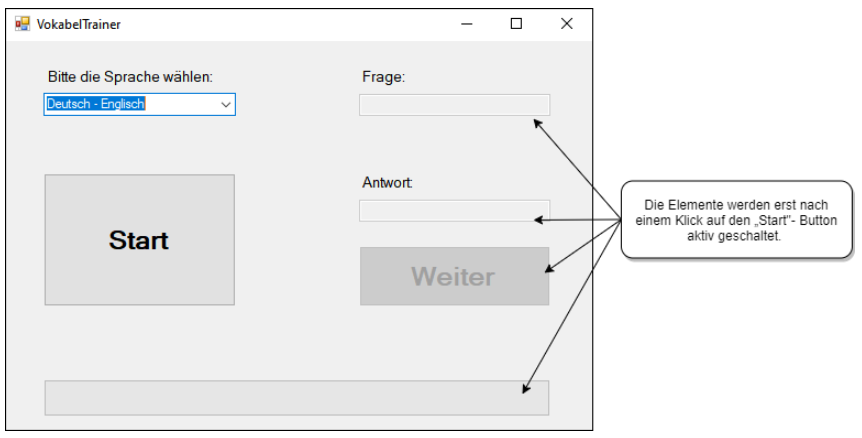 VokabelTrainer
Bitte die Sprache wählen:
Deutsch - Englisch
Frage:
Antwort:
Start
Weiter
Die Elemente werden erst nach
einem Klick auf den „Start"- Button
aktiv geschaltet.